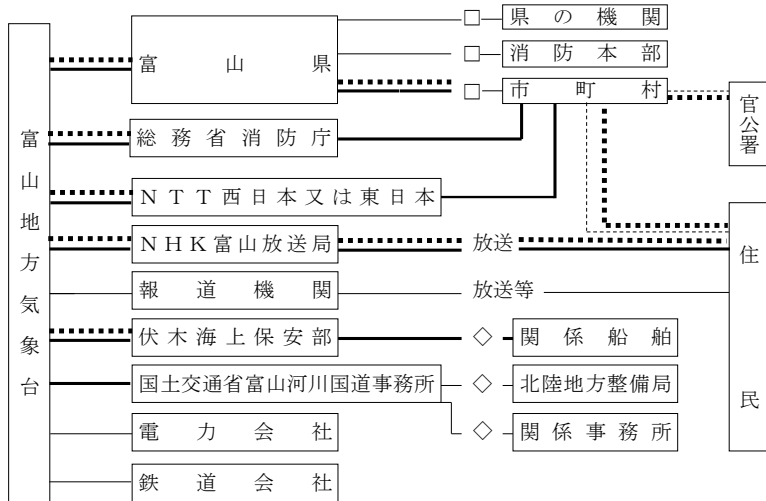 富山地方気象台
富山県
□
県の機関
□
消防本部
□
市町村
官公署
総務省消防庁
NTT西日本又は東日本
NHK富山放送局
放送
住民
報道機関
放送等
伏木海上保安部
◇
関係船舶
国土交通省富山河川国道事務所
◇
北陸地方整備局
電力会社
◇
関係事務所
鉄道会社